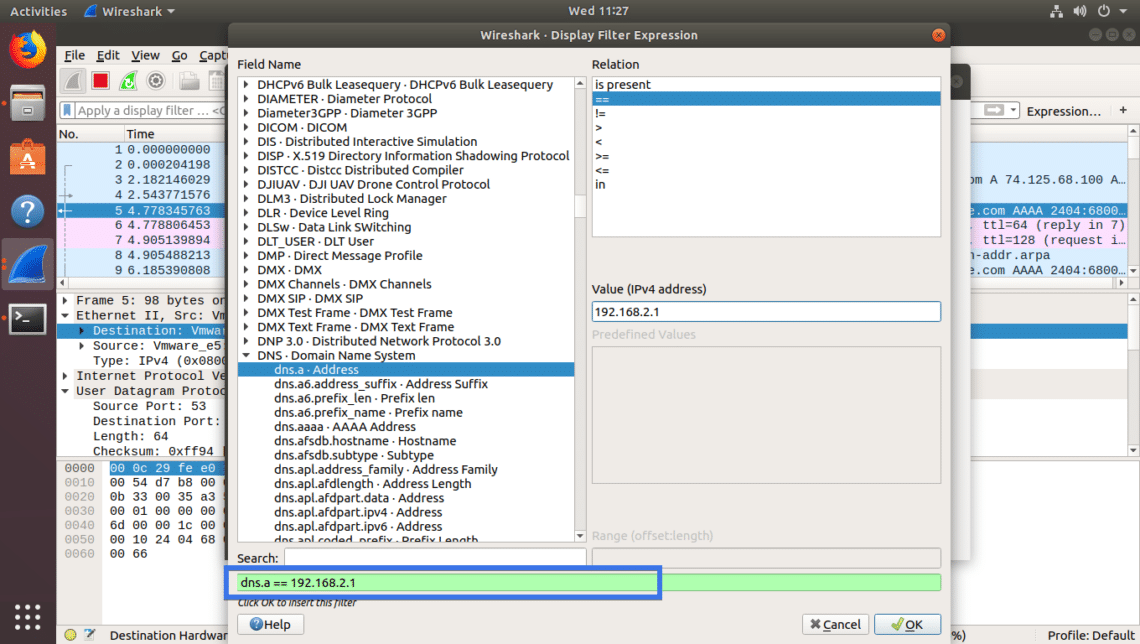 Activities Wireshark Wed 11:27
Wireshark · Display Filter Expression
File Edit View Go Capt
Apply a display filter … <C
Expression… +
No. Time
1 0.000000000
2 0.000204198
3 2.182146029
4 2.543771576
5 4.778345763
6 4.778806453
7 4.905139894
8 4.905488213
9 6.185390808
om A 74.125.68.100 A…
e.com AAAA 2404:6800…
ttl=64 (reply in 7)
ttl=128 (request i…
n-addr.arpa
e.com AAAA 2404:6800…
Frame 5: 98 bytes on
Ethernet II, Src: Vm
Destination: Vmwar
Source: Vmware_e5
Type: IPv4 (0x0800
Internet Protocol Ve
User Datagram Protoc
Source Port: 53
Destination Port:
Length: 64
Checksum: 0xff94
0000 00 0c 29 fe e0
0010 00 54 d7 b8 00
0020 0b 33 00 35 a3
0030 00 01 00 00 00
0040 6d 00 00 1c 00
0050 00 10 24 04 68
0060 00 66
Field Name
DHCPv6 Bulk Leasequery · DHCPv6 Bulk Leasequery
DIAMETER · Diameter Protocol
Diameter3GPP · Diameter 3GPP
DICOM · DICOM
DIS · Distributed Interactive Simulation
DISP · X.519 Directory Information Shadowing Protocol
DISTCC · Distcc Distributed Compiler
DJIUAV · DJI UAV Drone Control Protocol
DLM3 · Distributed Lock Manager
DLR · Device Level Ring
DLSw · Data Link SWitching
DLT_USER · DLT User
DMP · Direct Message Profile
DMX · DMX
DMX Channels · DMX Channels
DMX SIP · DMX SIP
DMX Test Frame · DMX Test Frame
DMX Text Frame · DMX Text Frame
DNP 3.0 · Distributed Network Protocol 3.0
DNS · Domain Name System
dns.a · Address
dns.a6.address_suffix · Address Suffix
dns.a6.prefix_len · Prefix len
dns.a6.prefix_name · Prefix name
dns.aaaa · AAAA Address
dns.afsdb.hostname · Hostname
dns.afsdb.subtype · Subtype
dns.apl.address_family · Address Family
dns.apl.afdlength · Address Length
dns.apl.afdpart.data · Address
dns.apl.afdpart.ipv4 · Address
dns.apl.afdpart.ipv6 · Address
dns.apl.coded_prefix · Prefix Length
Relation
is present
==
!=
>
<
>=
<=
in
Value (IPv4 address)
192.168.2.1
Predefined Values
Range (offset:length)
Search:
dns.a == 192.168.2.1
Click OK to insert this filter
Help Cancel OK
Destination Hardwar
%) Profile: Default